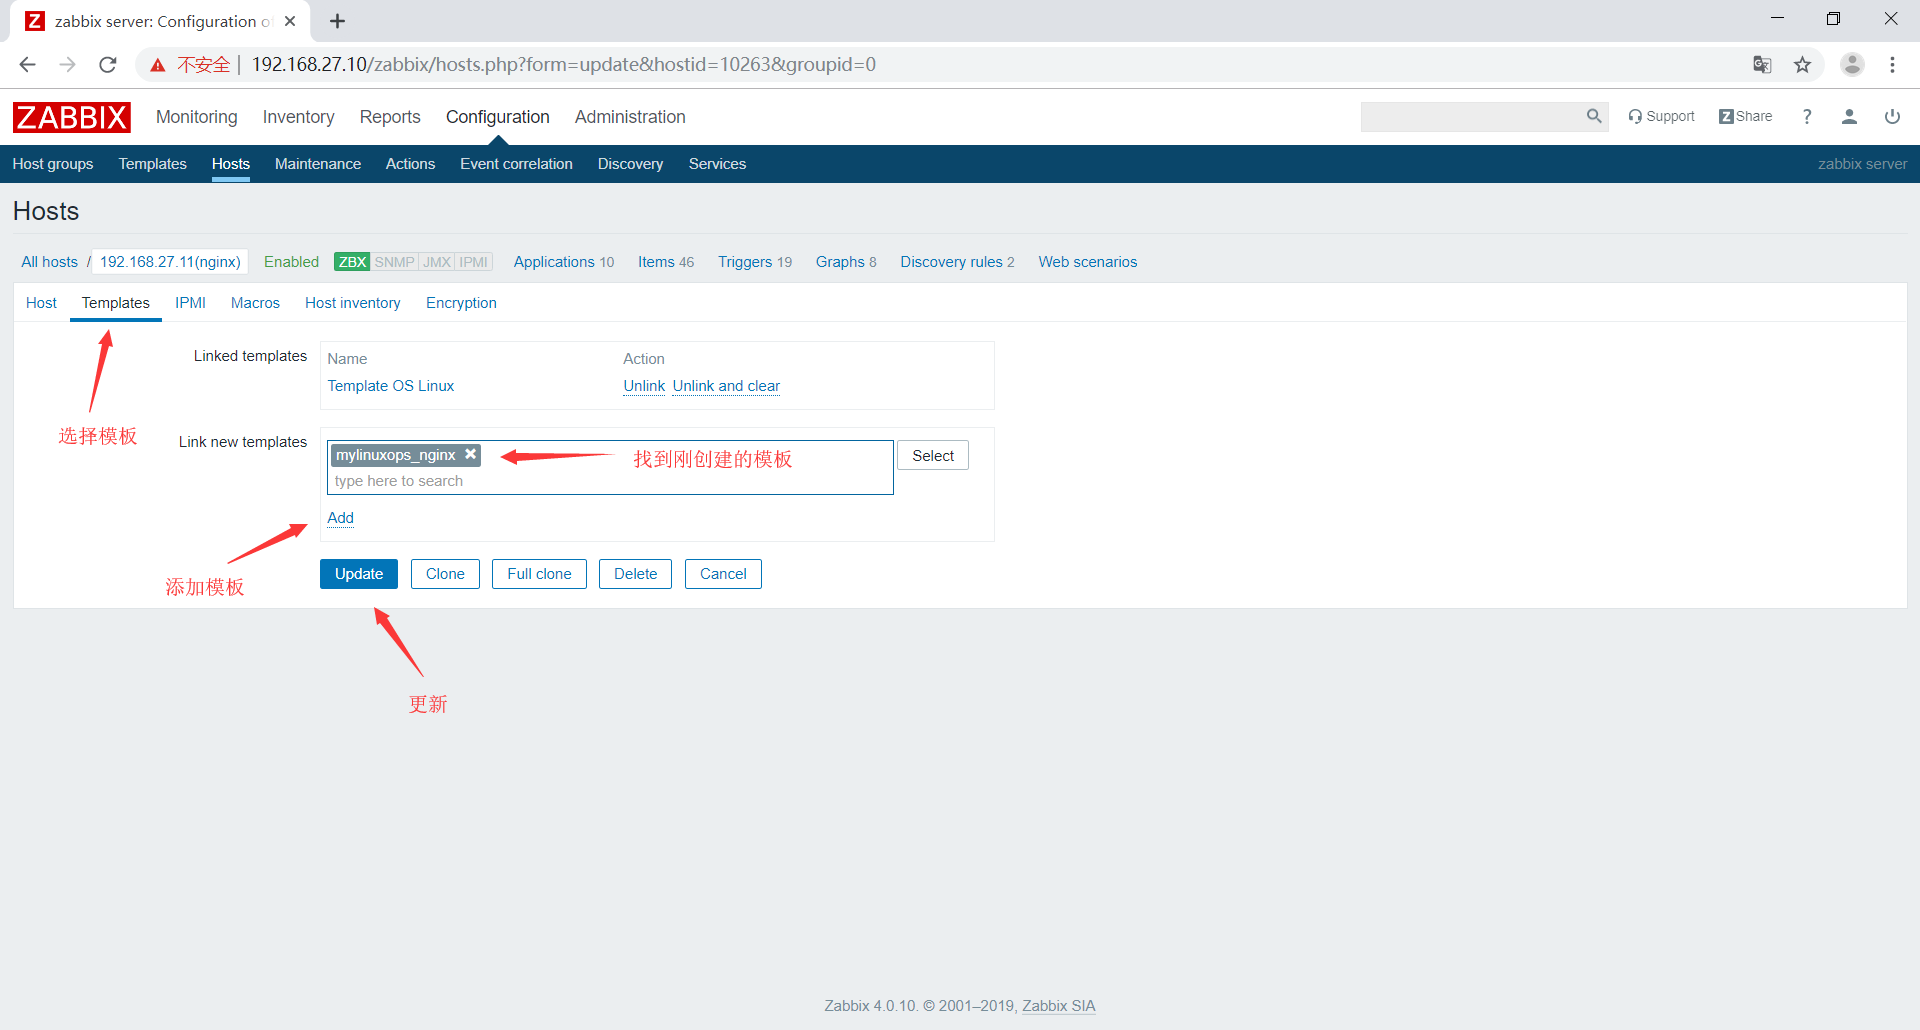 zabbix server: Configuration o
不安全 | 192.168.27.10/zabbix/hosts.php?form=update&hostid=10263&groupid=0
ZABBIX Monitoring Inventory Reports Configuration Administration Support Z Share ?
Host groups Templates Hosts Maintenance Actions Event correlation Discovery Services zabbix server
Hosts
All hosts / 192.168.27.11(nginx) Enabled ZBX SNMP JMX IPMI Applications 10 Items 46 Triggers 19 Graphs 8 Discovery rules 2 Web scenarios
Host Templates IPMI Macros Host inventory Encryption
Linked templates Name Action
Template OS Linux Unlink Unlink and clear
选择模板
Link new templates mylinuxops_nginx 找到刚创建的模板 Select
type here to search
Add
Update Clone Full clone Delete Cancel
添加模板
更新
Zabbix 4.0.10. © 2001–2019, Zabbix SIA